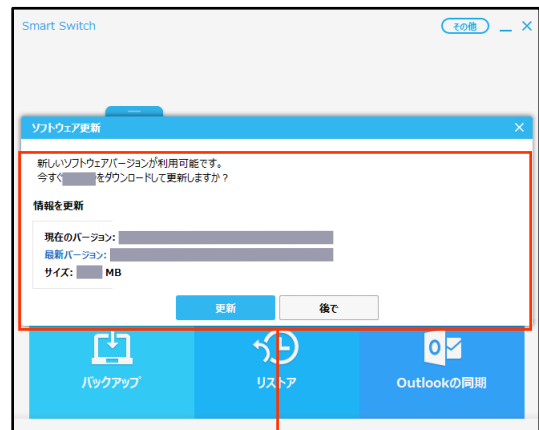 Smart Switch
その他
ソフトウェア更新
新しいソフトウェアバージョンが利用可能です。
今すぐ をダウンロードして更新しますか？
情報を更新
現在のバージョン:
最新バージョン:
サイズ: MB
更新 後で
バックアップ リストア Outlookの同期